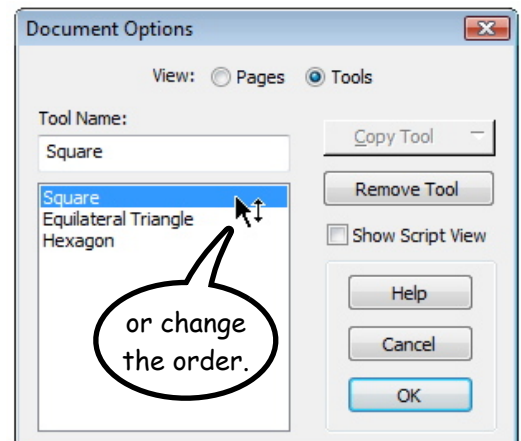 Document Options
View: Pages Tools
Tool Name:
Square
Copy Tool
Square
Equilateral Triangle
Hexagon
Remove Tool
Show Script View
or change
the order.
Help
Cancel
OK